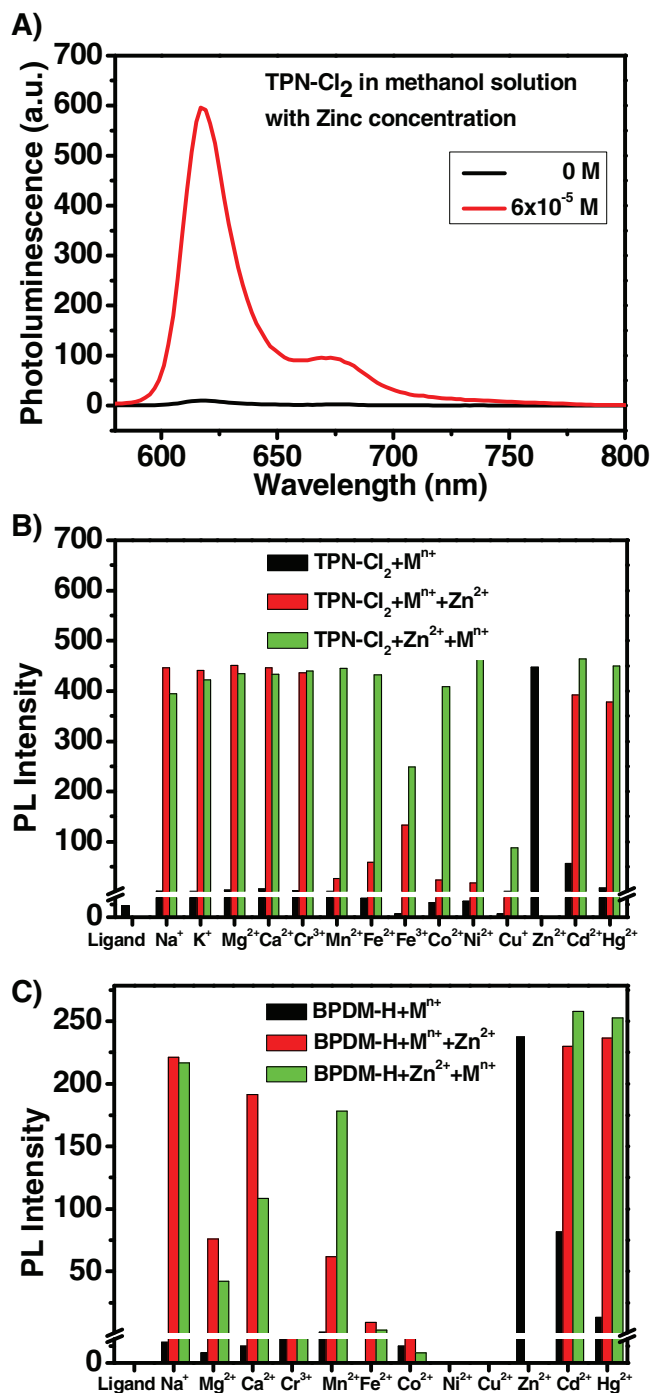 A)
700
600
500
400
300
200
100
0
Photoluminescence (a.u.)
TPN-Cl₂ in methanol solution
with Zinc concentration
0 M
6x10⁻⁵ M
600 650 700 750 800
Wavelength (nm)
B)
700
600
500
400
300
200
100
0
PL Intensity
TPN-Cl₂+Mⁿ⁺
TPN-Cl₂+Mⁿ⁺+Zn²⁺
TPN-Cl₂+Zn²⁺+Mⁿ⁺
Ligand Na⁺ K⁺ Mg²⁺ Ca²⁺ Cr³⁺ Mn²⁺ Fe²⁺ Fe³⁺ Co²⁺ Ni²⁺ Cu⁺ Zn²⁺ Cd²⁺ Hg²⁺
C)
250
200
150
100
50
0
PL Intensity
BPDM-H+Mⁿ⁺
BPDM-H+Mⁿ⁺+Zn²⁺
BPDM-H+Zn²⁺+Mⁿ⁺
Ligand Na⁺ Mg²⁺ Ca²⁺ Cr³⁺ Mn²⁺ Fe²⁺ Co²⁺ Ni²⁺ Cu²⁺ Zn²⁺ Cd²⁺ Hg²⁺